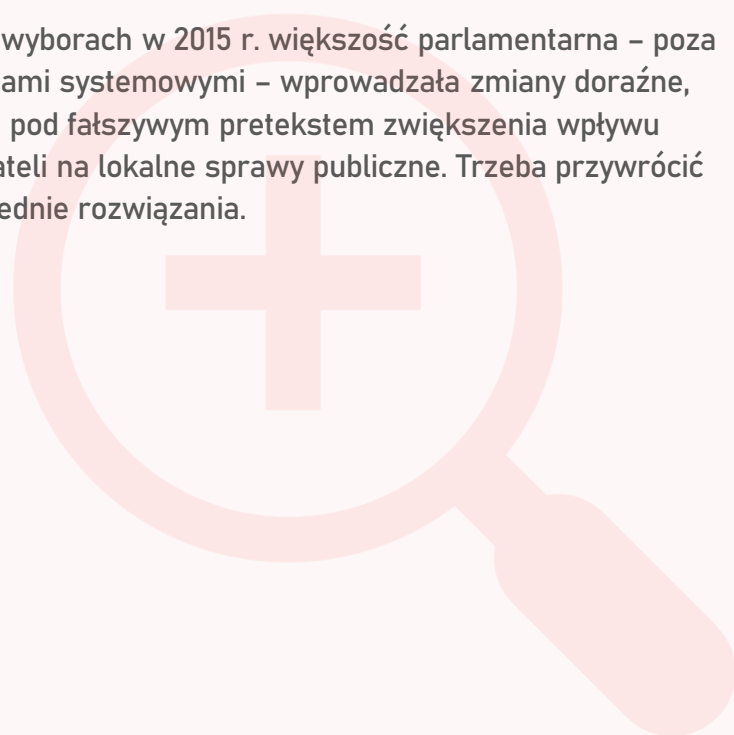 wyborach w 2015 r. większość parlamentarna – poza
ami systemowymi – wprowadzała zmiany doraźne,
pod fałszywym pretekstem zwiększenia wpływu
ateli na lokalne sprawy publiczne. Trzeba przywrócić
ednie rozwiązania.